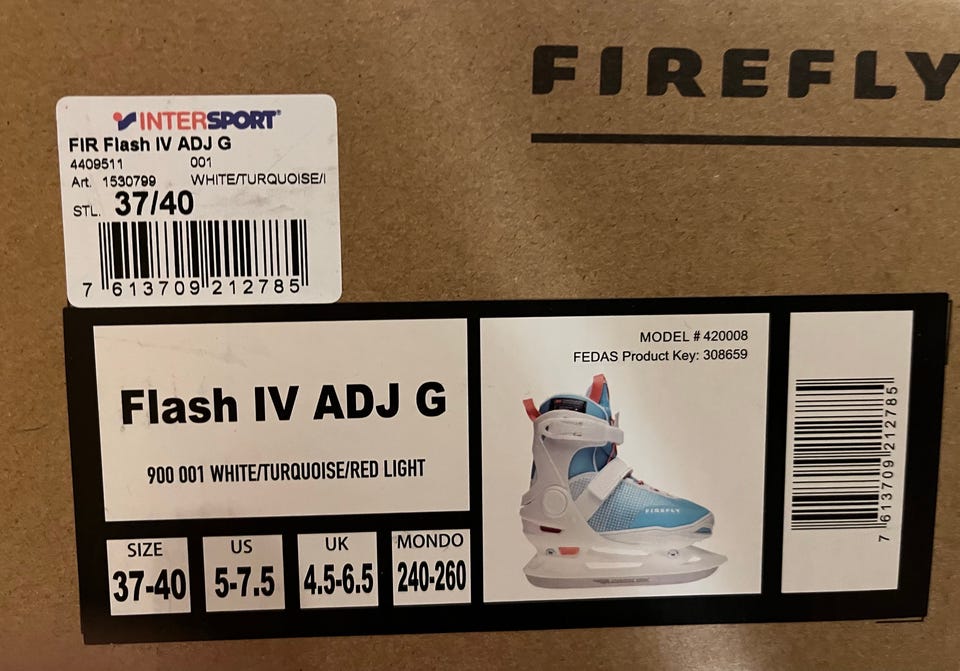 FIREFLY
INTERSPORT
FIR Flash IV ADJ G
4409511 001
Art. 1530799 WHITE/TURQUOISE/
STL. 37/40
7 613709 212785
MODEL # 420008
FEDAS Product Key: 308659
Flash IV ADJ G
900 001 WHITE/TURQUOISE/RED LIGHT
FIREFLY
7 613709 212785
SIZE US UK MONDO
37-40 5-7.5 4.5-6.5 240-260